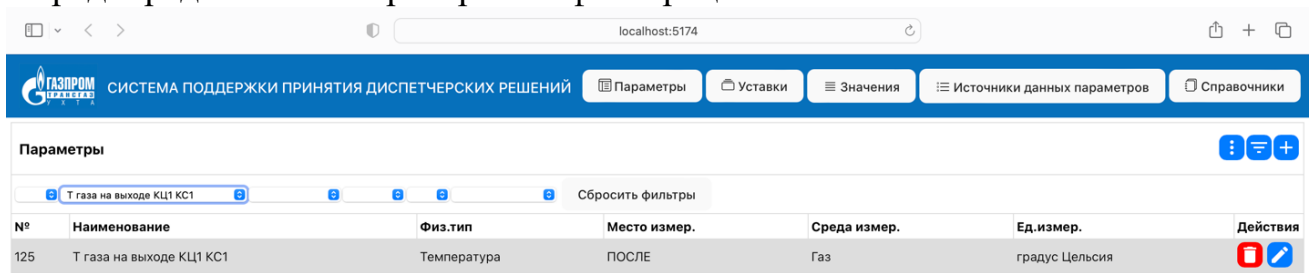 localhost:5174
ГАЗПРОМ
ТРАНСГАЗ
УХТА
СИСТЕМА ПОДДЕРЖКИ ПРИНЯТИЯ ДИСПЕТЧЕРСКИХ РЕШЕНИЙ Параметры Уставки Значения Источники данных параметров Справочники
Параметры
Т газа на выходе КЦ1 КС1 Сбросить фильтры
№ Наименование Физ.тип Место измер. Среда измер. Ед.измер. Действия
125 Т газа на выходе КЦ1 КС1 Температура ПОСЛЕ Газ градус Цельсия